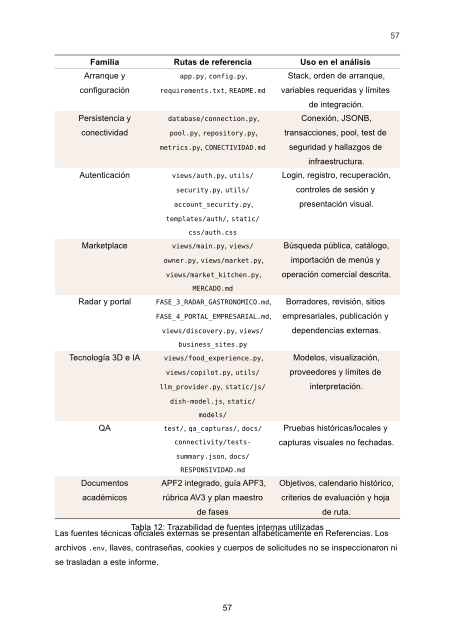 57
Familia Rutas de referencia Uso en el análisis
Arranque y app.py, config.py, Stack, orden de arranque,
configuración requirements.txt, README.md variables requeridas y límites
de integración.
Persistencia y database/connection.py, Conexión, JSONB,
conectividad pool.py, repository.py, transacciones, pool, test de
metrics.py, CONECTIVIDAD.md seguridad y hallazgos de
infraestructura.
Autenticación views/auth.py, utils/ Login, registro, recuperación,
security.py, utils/ controles de sesión y
account_security.py, presentación visual.
templates/auth/, static/
css/auth.css
Marketplace views/main.py, views/ Búsqueda pública, catálogo,
owner.py, views/market.py, importación de menús y
views/market_kitchen.py, operación comercial descrita.
MERCADO.md
Radar y portal FASE_3_RADAR_GASTRONOMICO.md, Borradores, revisión, sitios
FASE_4_PORTAL_EMPRESARIAL.md, empresariales, publicación y
views/discovery.py, views/ dependencias externas.
business_sites.py
Tecnología 3D e IA views/food_experience.py, Modelos, visualización,
views/copilot.py, utils/ proveedores y límites de
llm_provider.py, static/js/ interpretación.
dish-model.js, static/
models/
QA test/, qa_capturas/, docs/ Pruebas históricas/locales y
connectivity/tests- capturas visuales no fechadas.
summary.json, docs/
RESPONSIVIDAD.md
Documentos APF2 integrado, guía APF3, Objetivos, calendario histórico,
académicos rúbrica AV3 y plan maestro criterios de evaluación y hoja
de fases de ruta.
Tabla 12: Trazabilidad de fuentes internas utilizadas
Las fuentes técnicas oficiales externas se presentan alfabéticamente en Referencias. Los
archivos .env, llaves, contraseñas, cookies y cuerpos de solicitudes no se inspeccionaron ni
se trasladan a este informe.
57